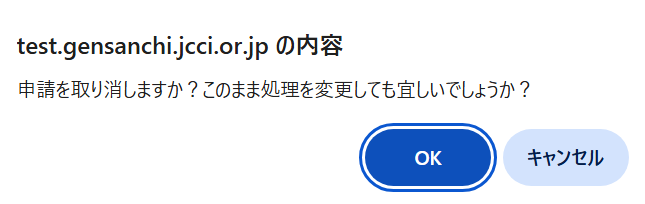 test.gensanchi.jcci.or.jp の内容
申請を取り消しますか？このまま処理を変更しても宜しいでしょうか？
OK
キャンセル